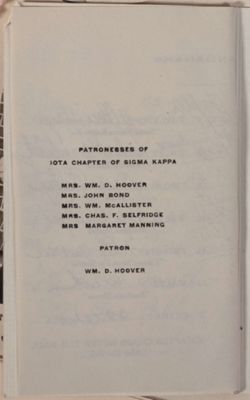 PATRONESSES OF
IOTA CHAPTER OF SIGMA KAPPA
MRS. WM. D. HOOVER
MRS. JOHN BOND
MRS. WM. McALLISTER
MRS. CHAS. F. SELFRIDGE
MRS MARGARET MANNING
PATRON
WM. D. HOOVER